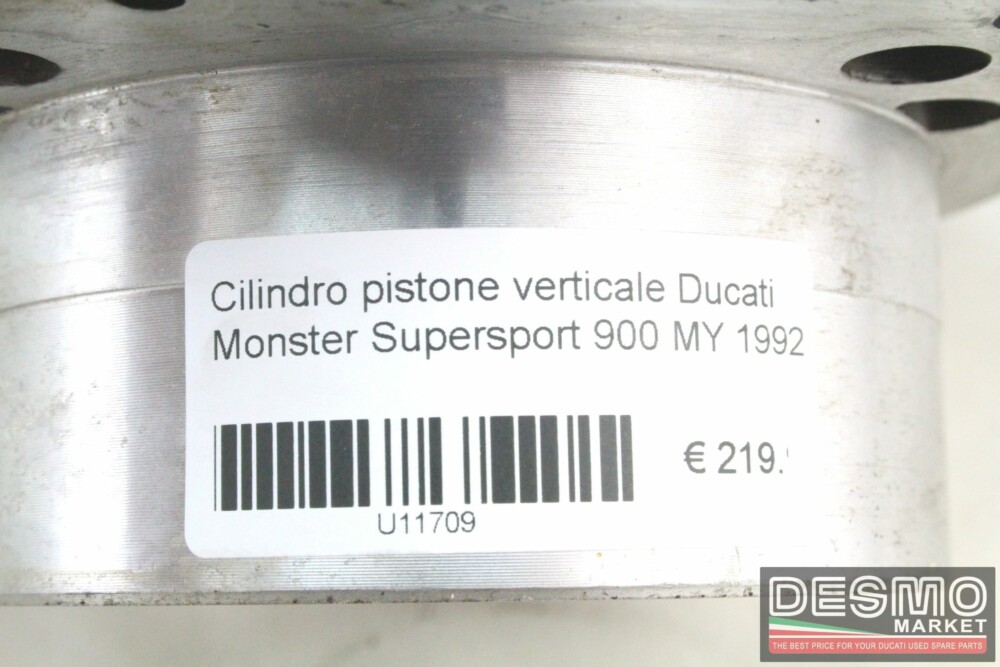 Cilindro pistone verticale Ducati
Monster Supersport 900 MY 1992
€ 219.
U11709
DESMO
MARKET
THE BEST PRICE FOR YOUR DUCATI USED SPARE PARTS